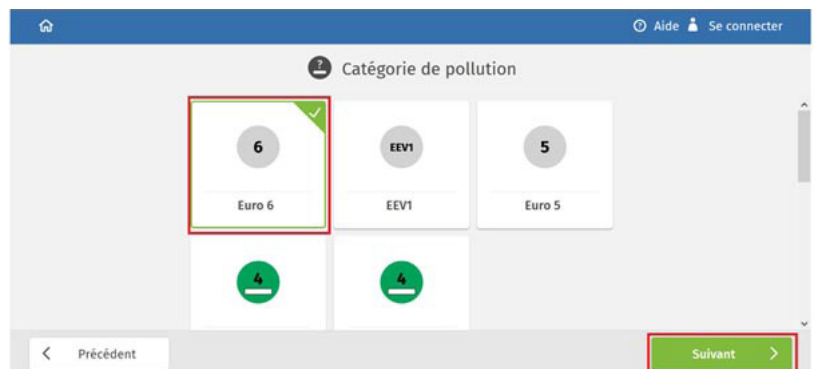 Aide Se connecter
? Catégorie de pollution
6 EEV1 5
Euro 6 EEV1 Euro 5
4 4
Précédent Suivant